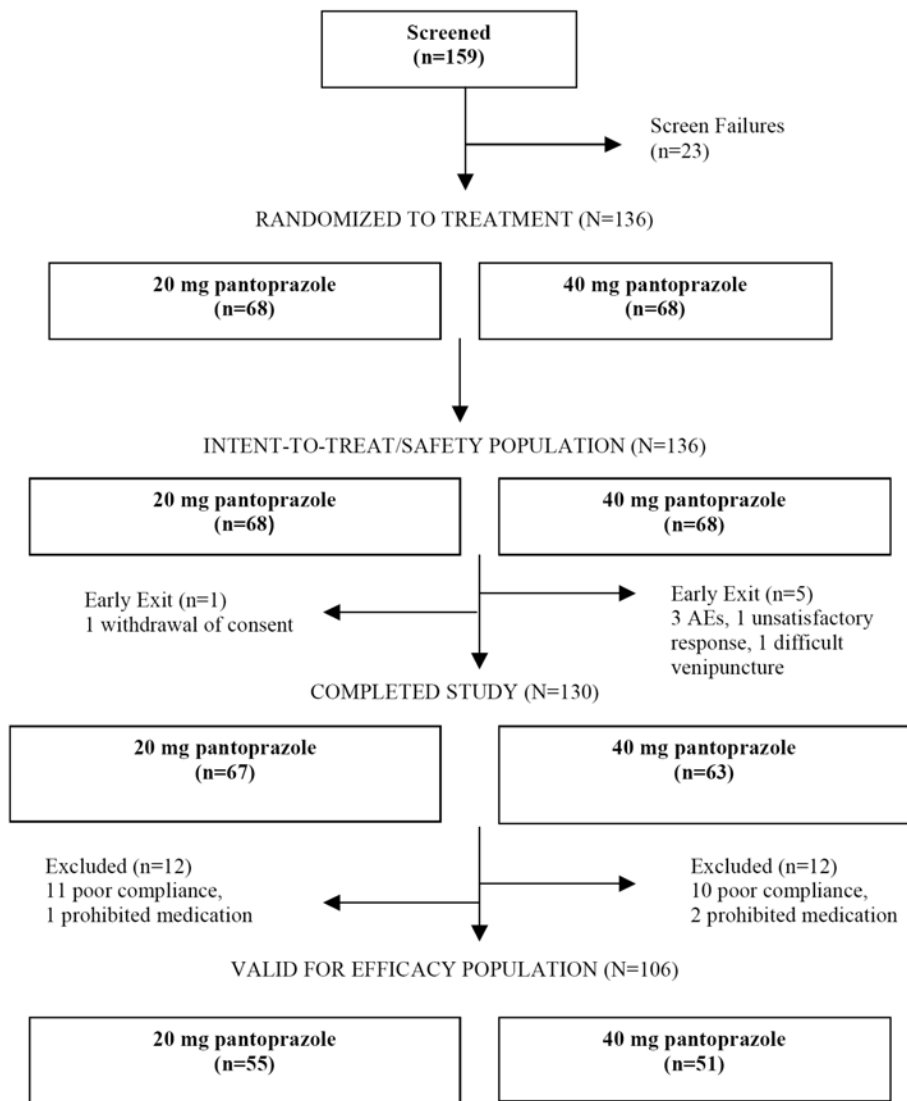 Screened
(n=159)
Screen Failures
(n=23)
RANDOMIZED TO TREATMENT (N=136)
20 mg pantoprazole
(n=68)
40 mg pantoprazole
(n=68)
INTENT-TO-TREAT/SAFETY POPULATION (N=136)
20 mg pantoprazole
(n=68)
40 mg pantoprazole
(n=68)
Early Exit (n=1)
1 withdrawal of consent
Early Exit (n=5)
3 AEs, 1 unsatisfactory
response, 1 difficult
venipuncture
COMPLETED STUDY (N=130)
20 mg pantoprazole
(n=67)
40 mg pantoprazole
(n=63)
Excluded (n=12)
11 poor compliance,
1 prohibited medication
Excluded (n=12)
10 poor compliance,
2 prohibited medication
VALID FOR EFFICACY POPULATION (N=106)
20 mg pantoprazole
(n=55)
40 mg pantoprazole
(n=51)